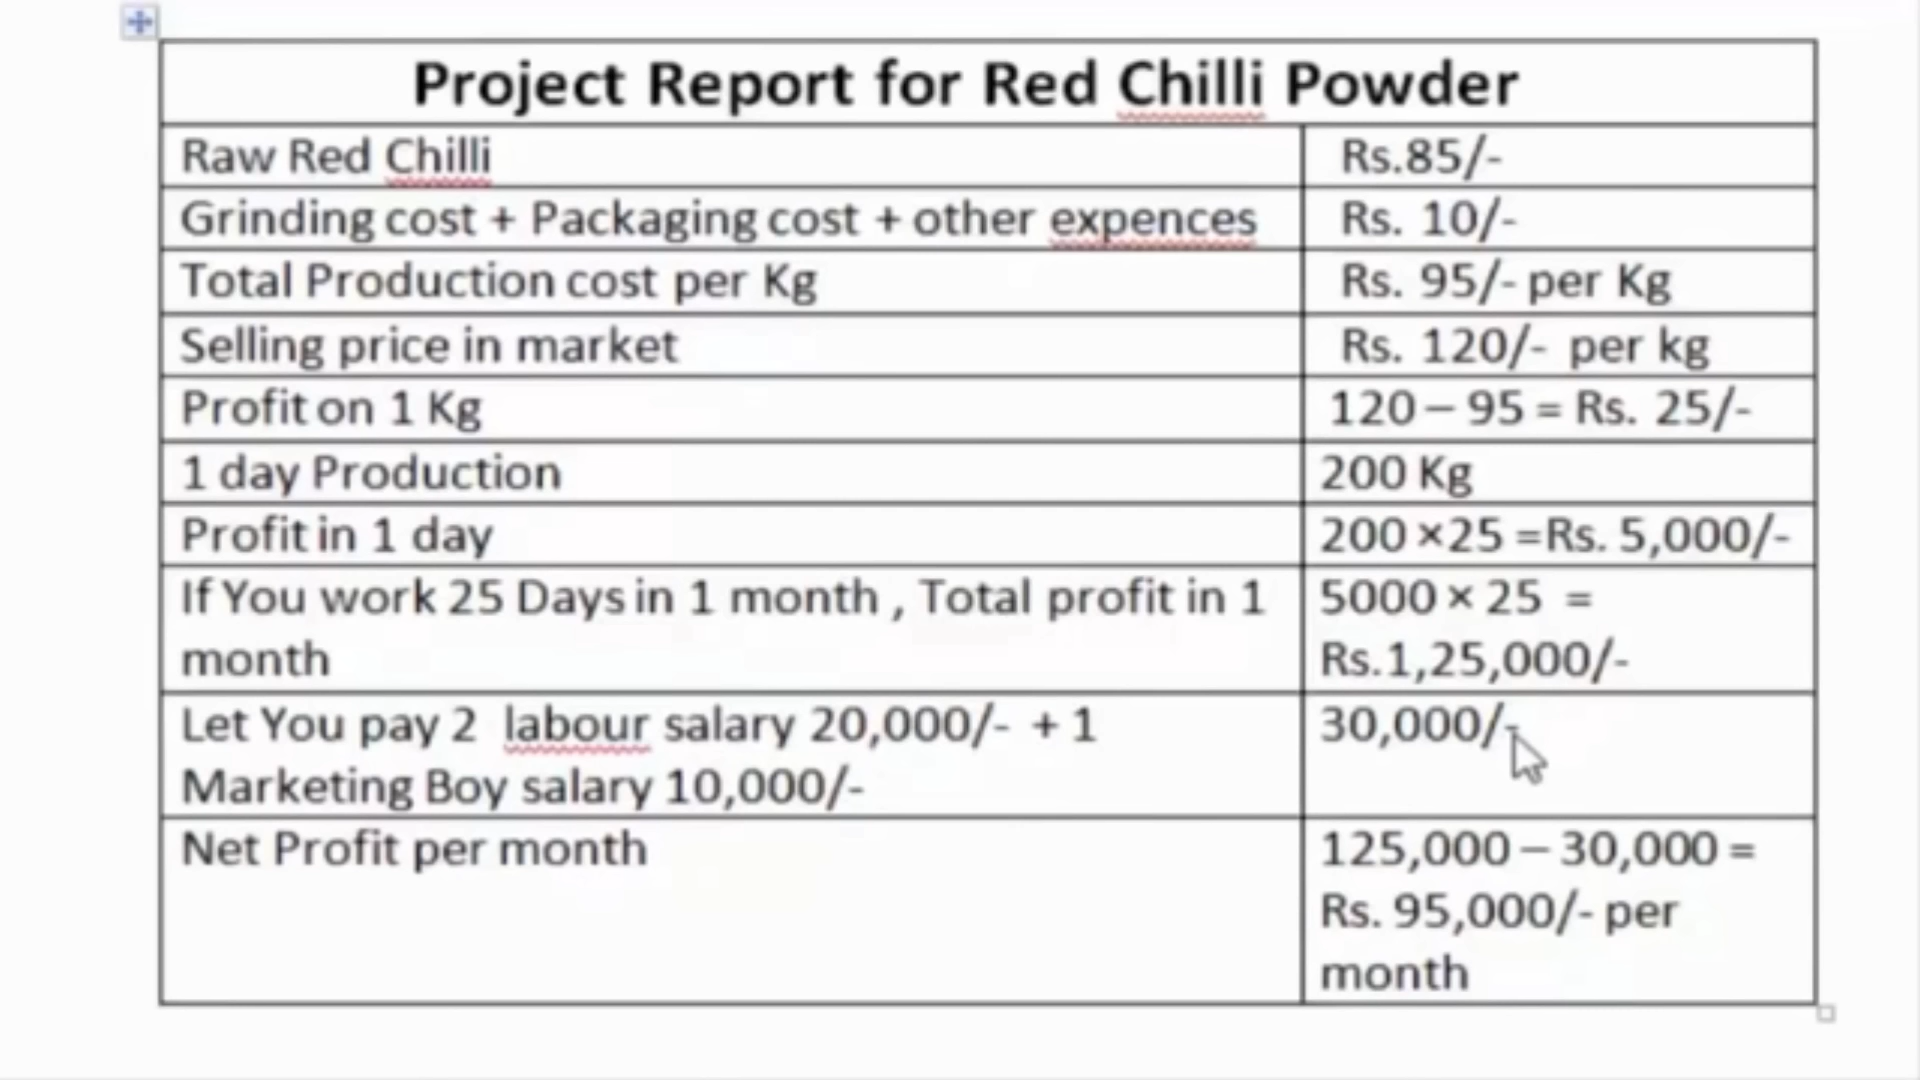 Project Report for Red Chilli Powder
Raw Red Chilli Rs.85/-
Grinding cost + Packaging cost + other expences Rs. 10/-
Total Production cost per Kg Rs. 95/- per Kg
Selling price in market Rs. 120/- per kg
Profit on 1 Kg 120 – 95 = Rs. 25/-
1 day Production 200 Kg
Profit in 1 day 200 ×25 =Rs. 5,000/-
If You work 25 Days in 1 month , Total profit in 1 5000 × 25 =
month Rs.1,25,000/-
Let You pay 2 labour salary 20,000/- + 1 30,000/-
Marketing Boy salary 10,000/-
Net Profit per month 125,000 – 30,000 =
Rs. 95,000/- per
month